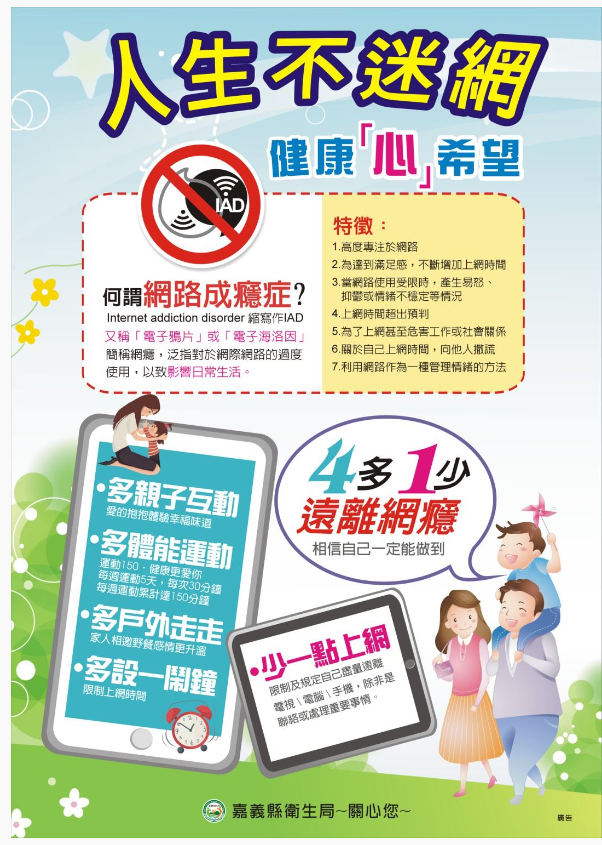 人生不迷網
健康「心」希望
IAD
何謂網路成癮症?
Internet addiction disorder 縮寫作IAD
又稱「電子鴉片」或「電子海洛因」
簡稱網癮，泛指對於網際網路的過度
使用，以致影響日常生活。
特徵：
1.高度專注於網路
2.為達到滿足感，不斷增加上網時間
3.當網路使用受限時，產生易怒、
抑鬱或情緒不穩定等情況
4.上網時間超出預判
5.為了上網甚至危害工作或社會關係
6.關於自己上網時間，向他人撒謊
7.利用網路作為一種管理情緒的方法
4多1少
遠離網癮
相信自己一定能做到
•多親子互動
愛的抱抱體驗幸福味道
•多體能運動
運動150．健康更愛你
每週運動5天，每次30分鐘
每週運動累計達150分鐘
•多戶外走走
家人相邀野餐感情更升溫
•多設一鬧鐘
限制上網時間
•少一點上網
限制及規定自己盡量遠離
電視\電腦\手機，除非是
聯絡或處理重要事情。
嘉義縣衛生局~關心您~
廣告